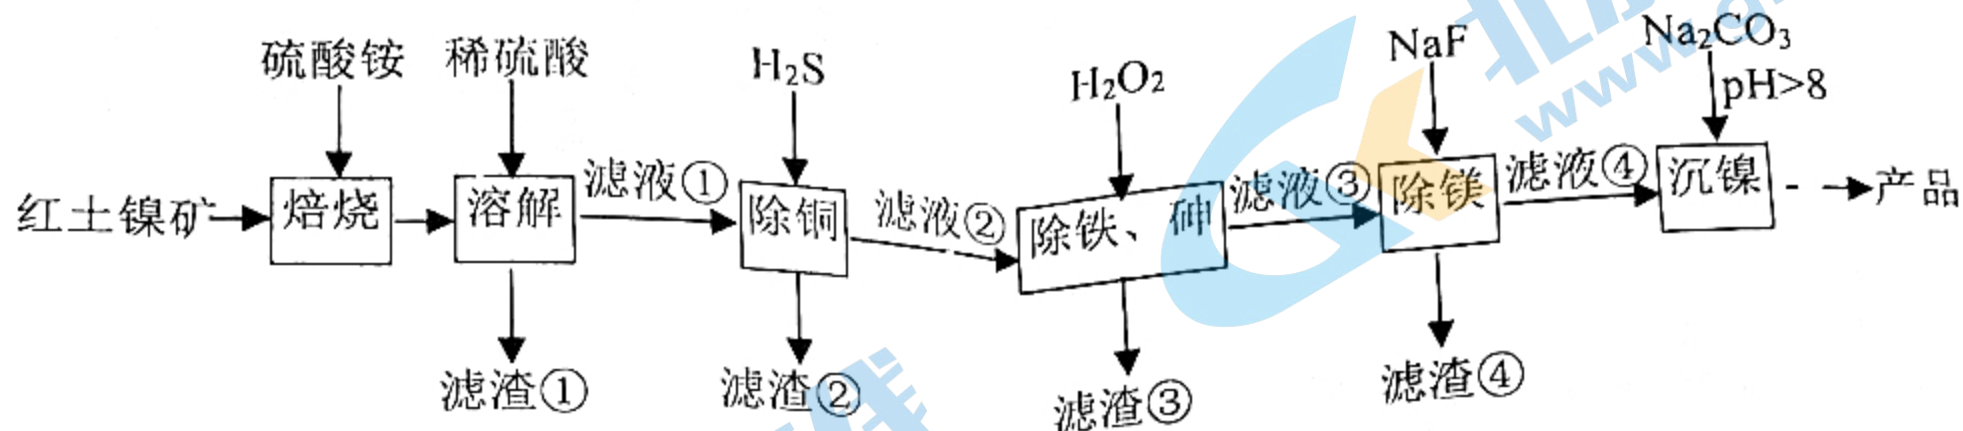 硫酸铵 稀硫酸 H₂S H₂O₂ NaF Na₂CO₃
pH>8
红土镍矿 焙烧 溶解 滤液① 除铜 滤液② 除铁、砷 滤液③ 除镁 滤液④ 沉镍 产品
滤渣① 滤渣② 滤渣③ 滤渣④
www.g